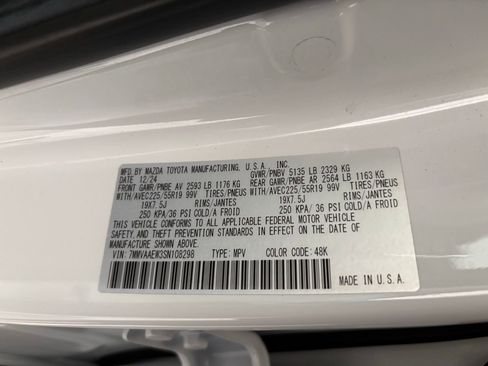 MFD. BY MAZDA TOYOTA MANUFACTURING, U.S.A., INC.
DATE: 12/24 GVWR/PNBV 5135 LB 2329 KG
FRONT GAWR/PNBE AV 2593 LB 1176 KG REAR GAWR/PNBE AR 2564 LB 1163 KG
WITH/AVEC225/55R19 99V TIRES/PNEUS WITH/AVEC225/55R19 99V TIRES/PNEUS
19X7.5J RIMS/JANTES 19X7.5J RIMS/JANTES
250 KPA/36 PSI COLD/A FROID 250 KPA/36 PSI COLD/A FROID
THIS VEHICLE CONFORMS TO ALL APPLICABLE FEDERAL MOTOR VEHICLE
SAFETY, AND THEFT PREVENTION STANDARDS IN EFFECT ON THE DATE OF
MANUFACTURE SHOWN ABOVE.
VIN: 7MMVAAEW3SN108298 TYPE: MPV COLOR CODE: 48K